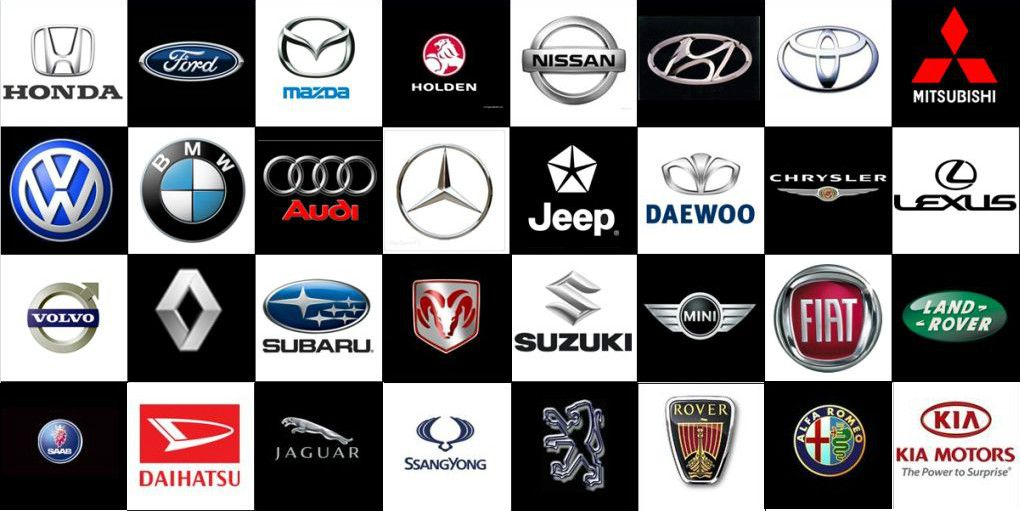 HONDA
Ford
mazda
HOLDEN
NISSAN
MITSUBISHI
BMW
Audi
Jeep
DAEWOO
CHRYSLER
LEXUS
VOLVO
SUBARU
SUZUKI
MINI
FIAT
LAND-
-ROVER
SAAB
DAIHATSU
JAGUAR
SSANGYONG
ROVER
ALFA ROMEO
KIA
KIA MOTORS
The Power to Surprise